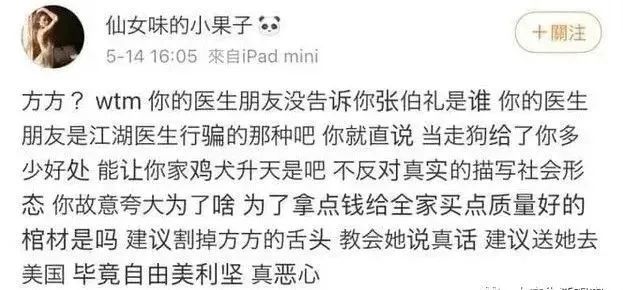 仙女味的小果子🐼
5-14 16:05 來自iPad mini
+關注
方方？wtm 你的医生朋友没告诉你张伯礼是谁 你的医生
朋友是江湖医生行骗的那种吧 你就直说 当走狗给了你多
少好处 能让你家鸡犬升天是吧 不反对真实的描写社会形
态 你故意夸大为了啥 为了拿点钱给全家买点质量好的
棺材是吗 建议割掉方方的舌头 教会她说真话 建议送她去
美国 毕竟自由美利坚 真恶心